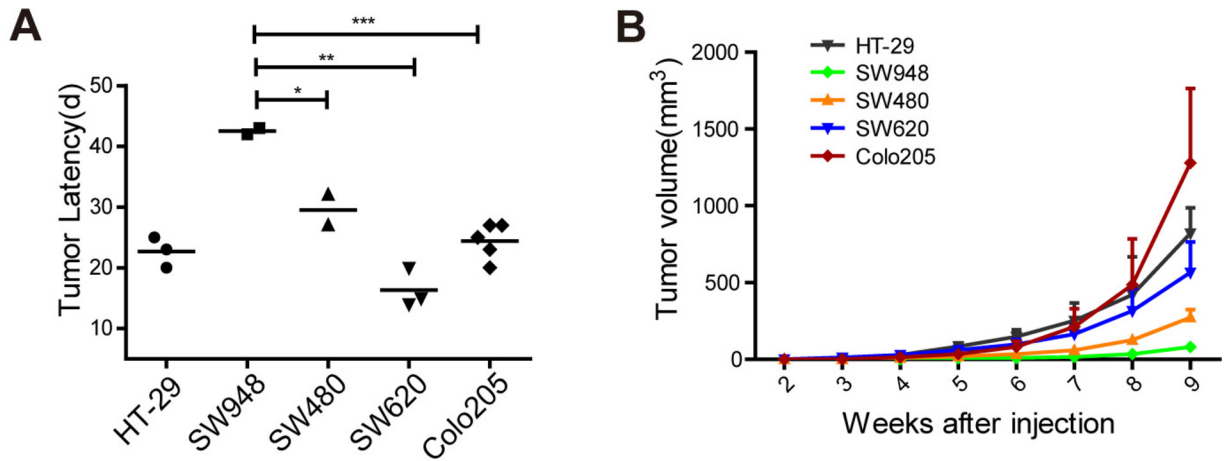 A
***
**
*
Tumor Latency(d)
50
40
30
20
10
HT-29
SW948
SW480
SW620
Colo205
B
HT-29
SW948
SW480
SW620
Colo205
Tumor volume(mm³)
2000
1500
1000
500
0
2 3 4 5 6 7 8 9
Weeks after injection